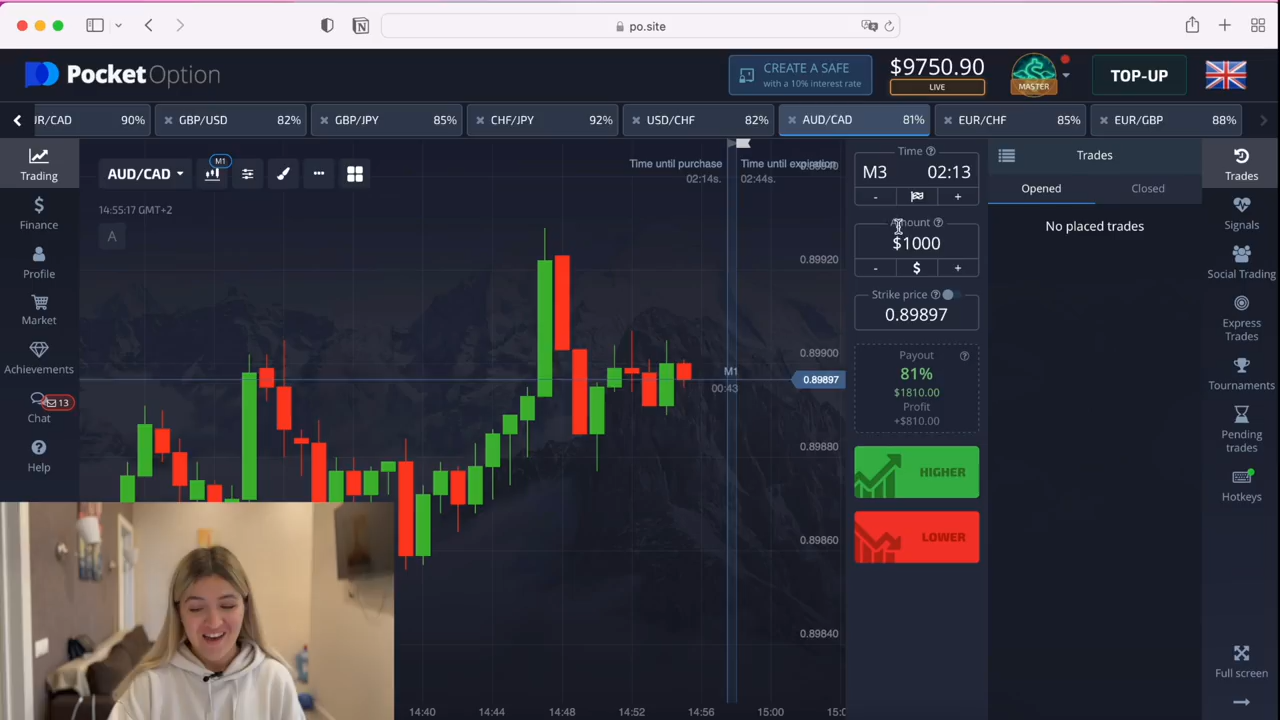 po.site
PocketOption
CREATE A SAFE
with a 10% interest rate
$9750.90
LIVE
MASTER
TOP-UP
R/CAD 90%
GBP/USD 82%
GBP/JPY 85%
CHF/JPY 92%
USD/CHF 82%
AUD/CAD 81%
EUR/CHF 85%
EUR/GBP 88%
Trading
Finance
Profile
Market
Achievements
13
Chat
Help
AUD/CAD
M1
14:55:17 GMT+2
A
Time until purchase
02:14s.
Time until expiration
02:44s.
0.89940
0.89920
0.89900
0.89897
0.89880
0.89860
0.89840
M1
00:43
14:40
14:44
14:48
14:52
14:56
15:00
Time
M3 02:13
- +
Amount
$1000
- $ +
Strike price
0.89897
Payout
81%
$1810.00
Profit
+$810.00
HIGHER
LOWER
Trades
Opened
Closed
No placed trades
Trades
Signals
Social Trading
Express
Trades
Tournaments
Pending
trades
Hotkeys
Full screen